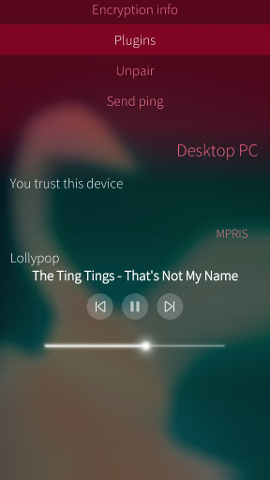 Encryption info
Plugins
Unpair
Send ping
Desktop PC
You trust this device
MPRIS
Lollypop
The Ting Tings - That's Not My Name